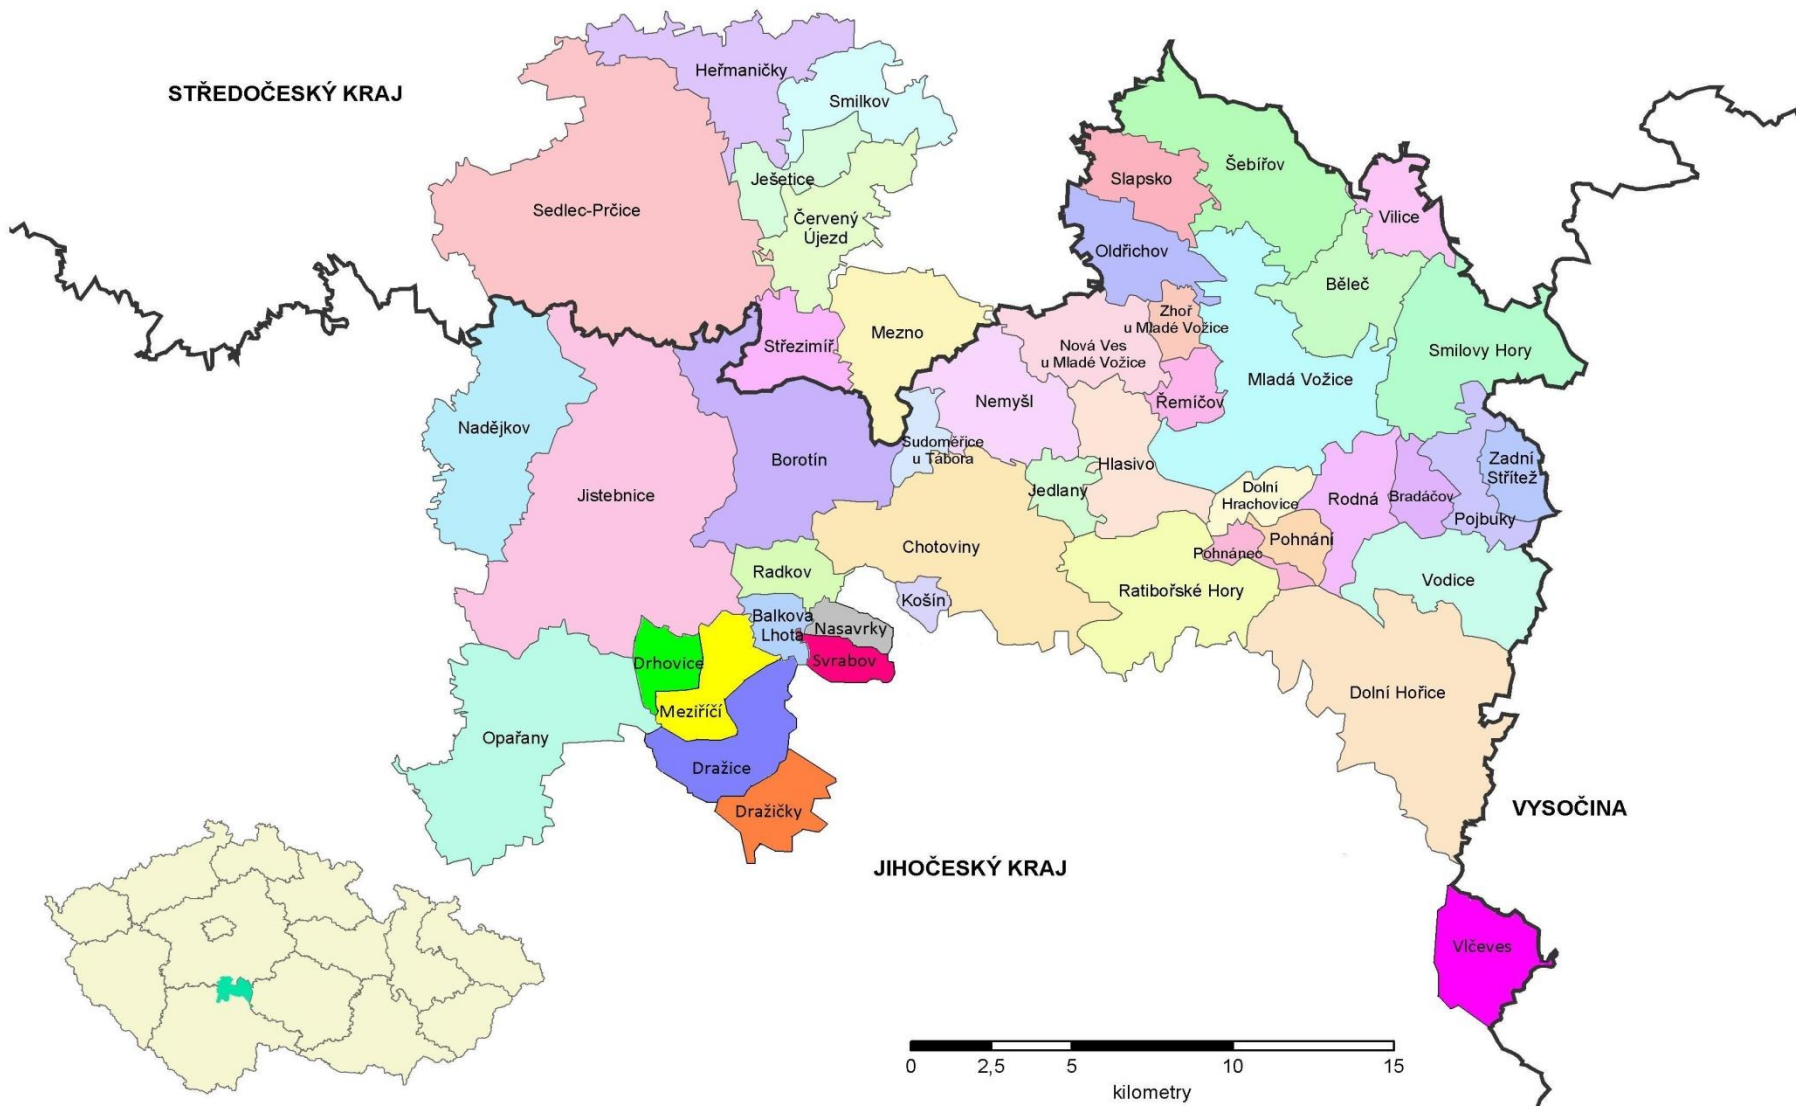 STŘEDOČESKÝ KRAJ
Heřmaničky
Smilkov
Sedlec-Prčice
Ješetice
Červený
Újezd
Šebířov
Slapsko
Vilice
Oldřichov
Běleč
Mezno
Střezimíř
Zhoř
u Mladé Vožice
Nová Ves
u Mladé Vožice
Smilovy Hory
Mladá Vožice
Řemíčov
Nemyšl
Nadějkov
Borotín
Sudoměřice
u Tábora
Hlasivo
Zadní
Střítež
Jistebnice
Jedlany
Dolní
Hrachovice
Rodná
Bradáčov
Pojbuky
Chotoviny
Pohnánec
Pohnání
Radkov
Ratibořské Hory
Vodice
Košín
Balkova
Lhota
Nasavrky
Drhovice
Svrabov
Meziříčí
Dolní Hořice
Opařany
Dražice
Dražičky
VYSOČINA
JIHOČESKÝ KRAJ
Vlčeves
0 2,5 5 10 15
kilometry